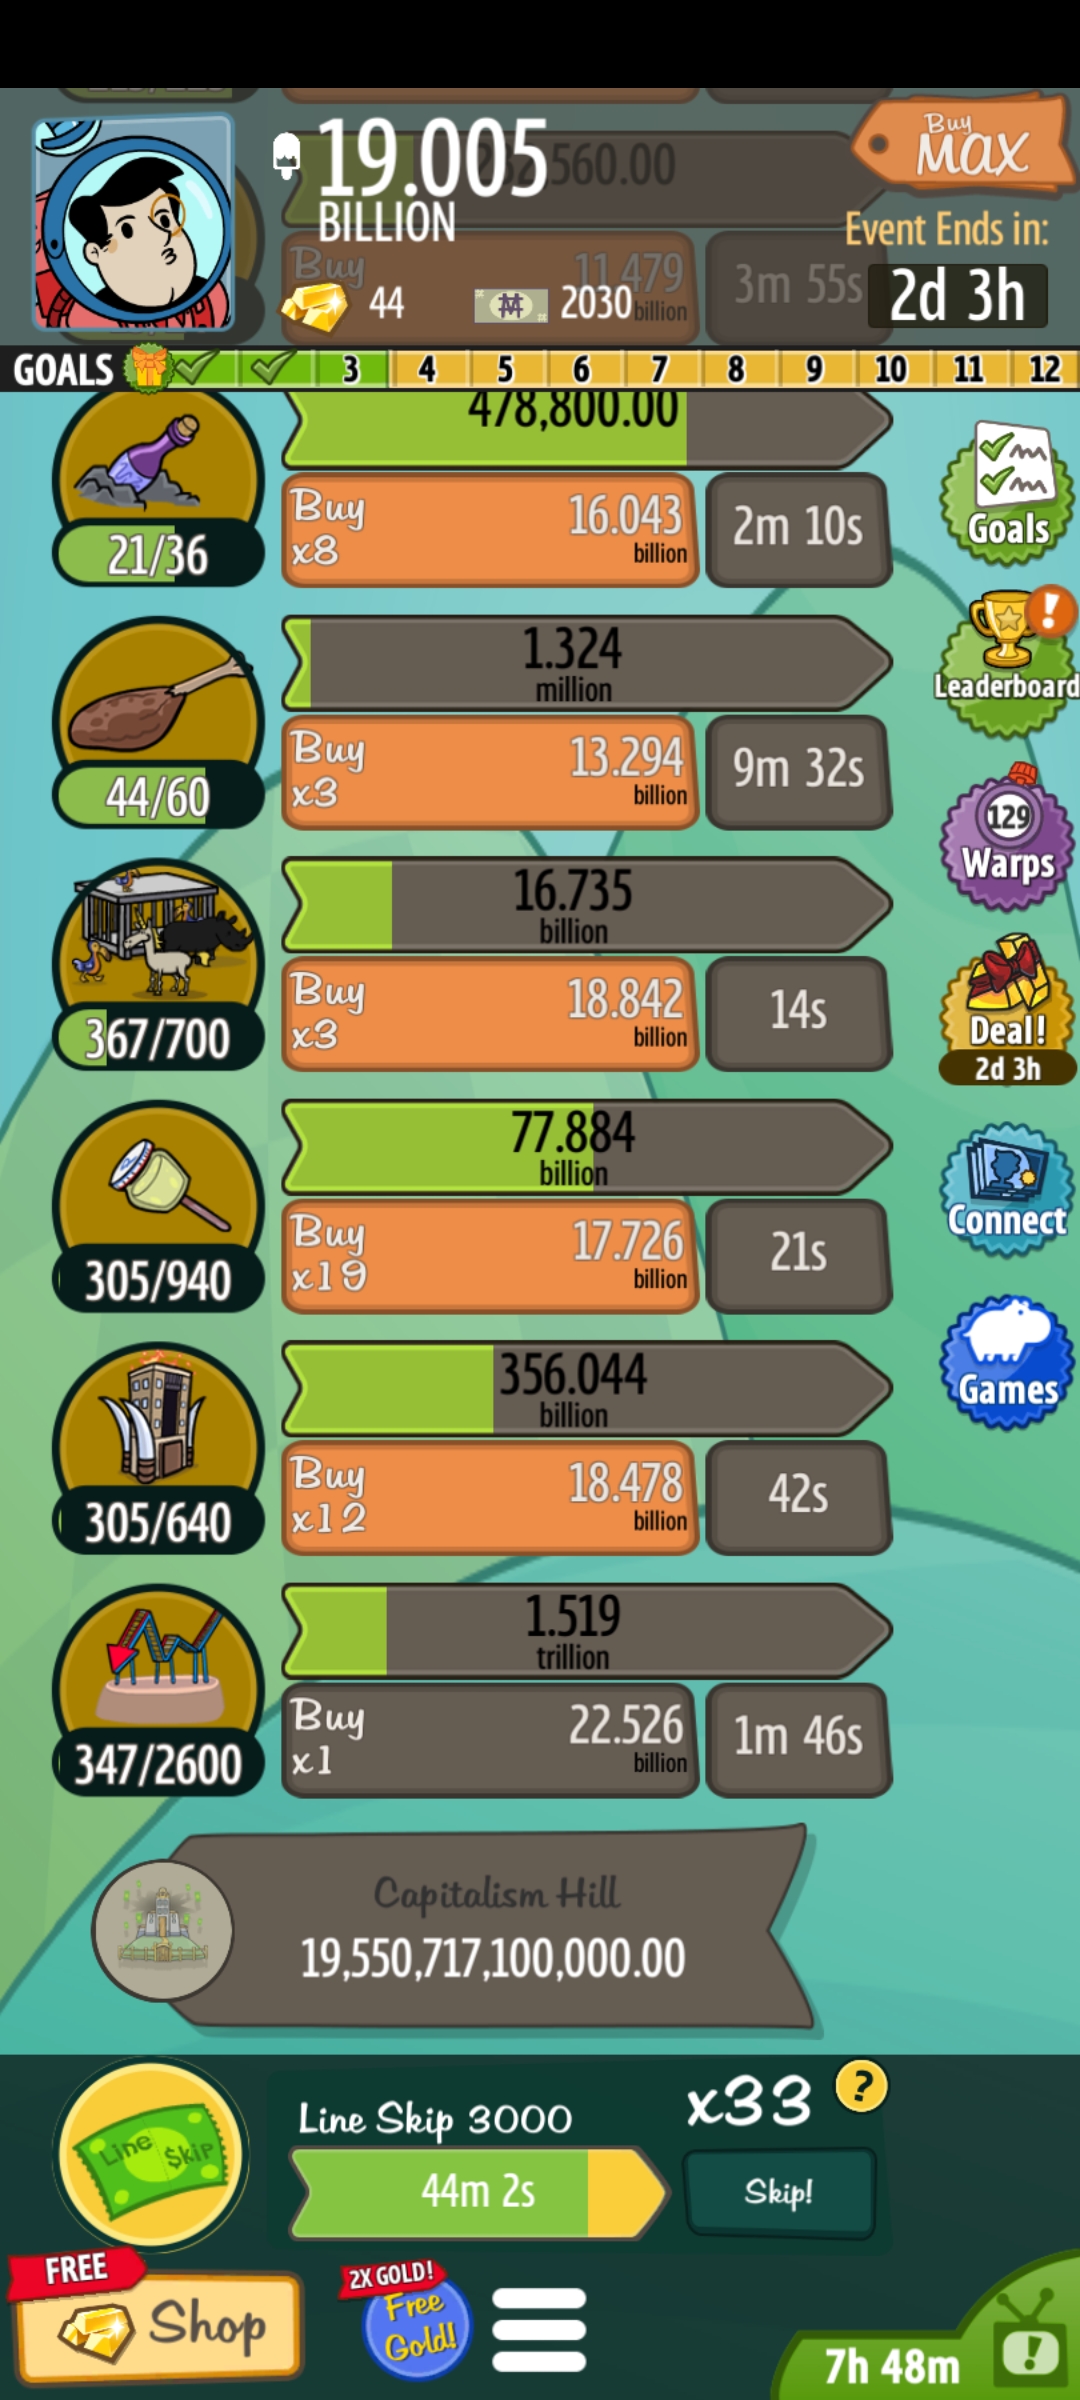 19.005
BILLION
Buy
MAX
560.00
Event Ends in:
2d 3h
Buy
11.479
billion
3m 55s
44
2030
GOALS
3
4
5
6
7
8
9
10
11
12
478,800.00
Buy
x8
16.043
billion
2m 10s
21/36
1.324
million
Buy
x3
13.294
billion
9m 32s
44/60
16.735
billion
Buy
x3
18.842
billion
14s
367/700
77.884
billion
Buy
x19
17.726
billion
21s
305/940
356.044
billion
Buy
x12
18.478
billion
42s
305/640
1.519
trillion
Buy
x1
22.526
billion
1m 46s
347/2600
Goals
!
Leaderboard
129
Warps
Deal!
2d 3h
Connect
Games
Capitalism Hill
19,550,717,100,000.00
Line $kip
Line Skip 3000
44m 2s
x33
?
Skip!
FREE
Shop
2X GOLD!
Free
Gold!
7h 48m
!